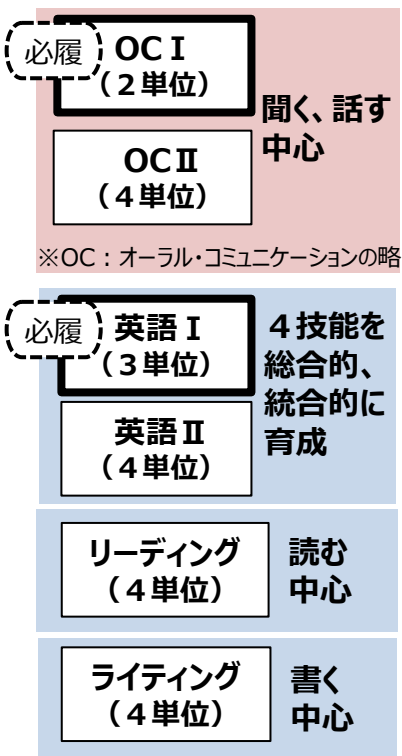 必履
OCⅠ
（２単位）
聞く、話す
中心
OCⅡ
（４単位）
※OC：オーラル・コミュニケーションの略
必履
英語Ⅰ
（３単位）
４技能を
総合的、
統合的に
育成
英語Ⅱ
（４単位）
リーディング
（４単位）
読む
中心
ライティング
（４単位）
書く
中心